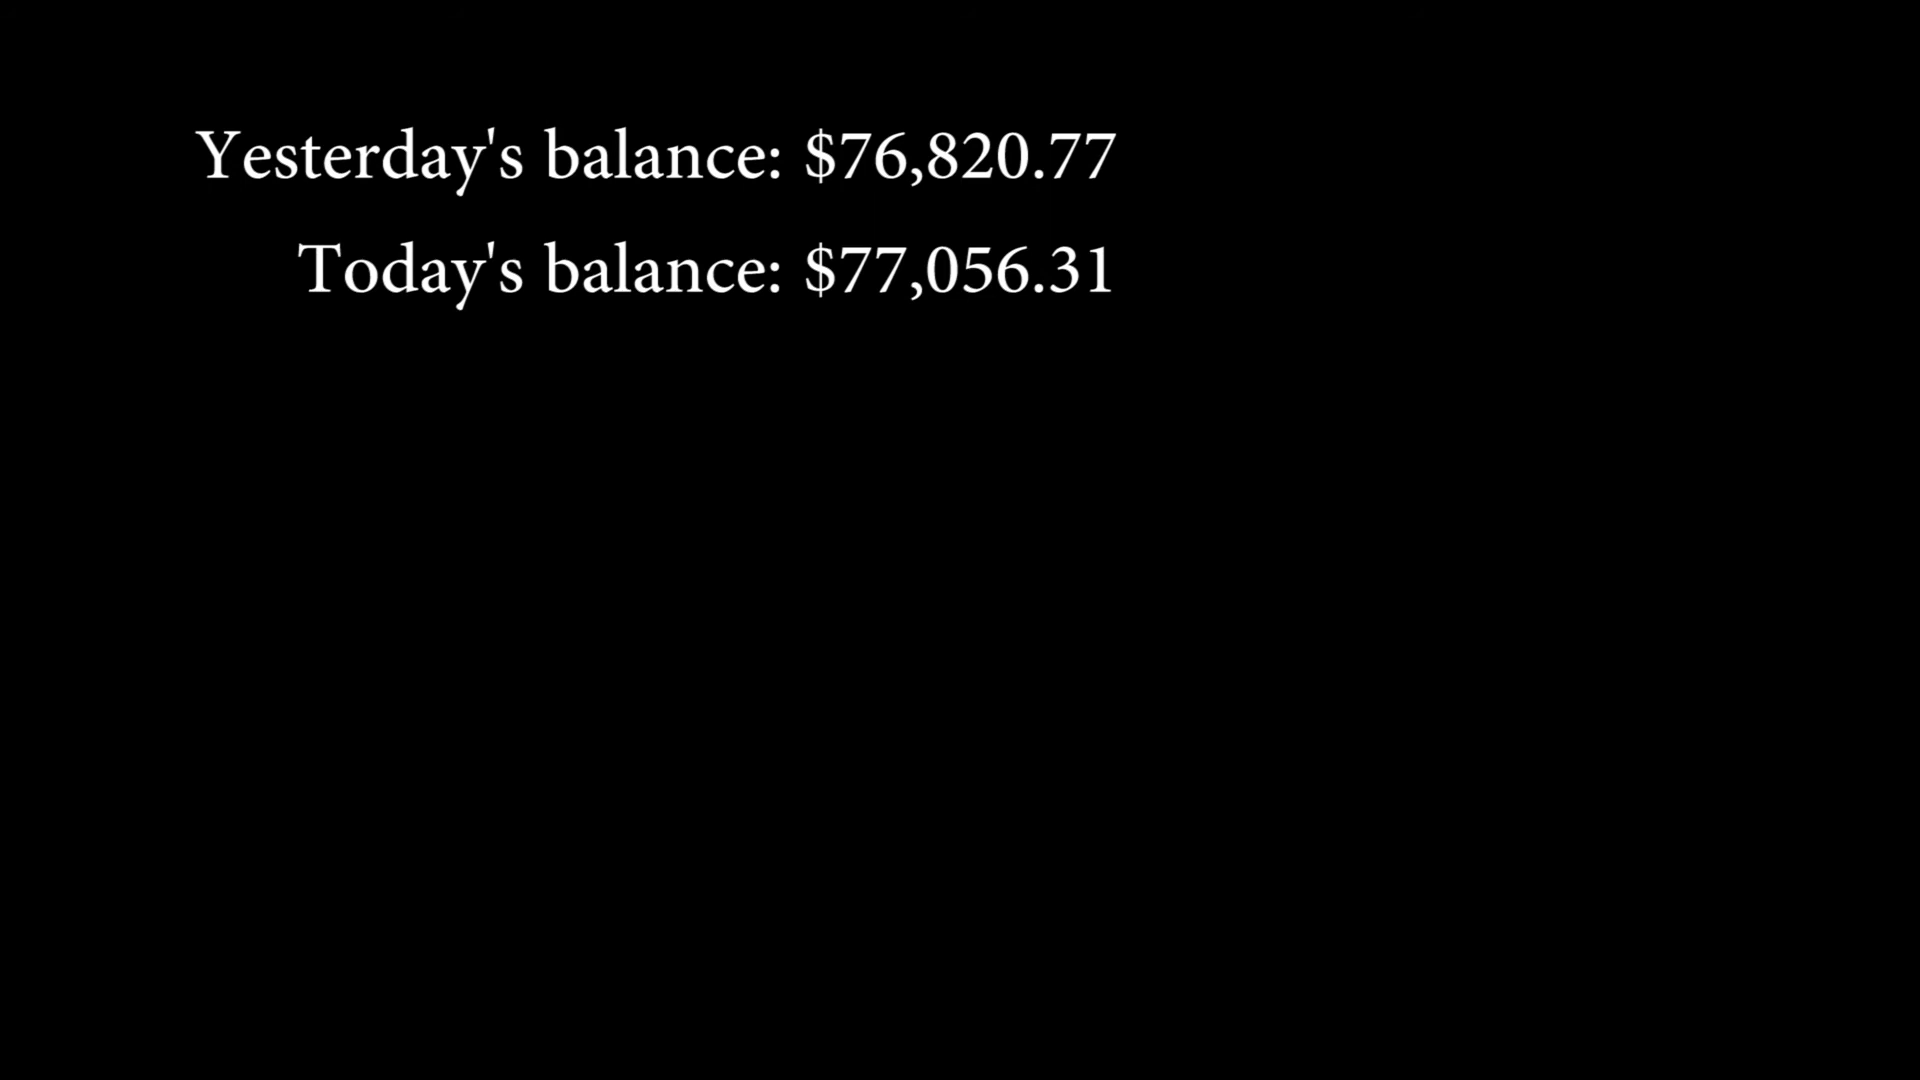 Yesterday's balance: $76,820.77
Today's balance: $77,056.31